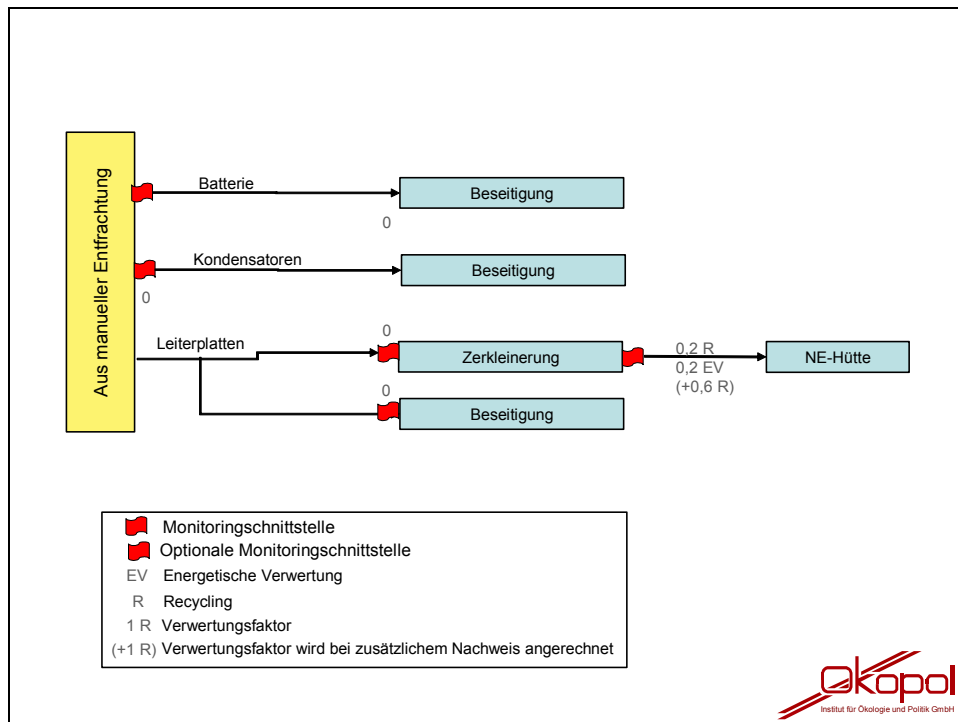 Aus manueller Entfrachtung
Batterie
0
Beseitigung
Kondensatoren
0
Beseitigung
Leiterplatten
0
Zerkleinerung
0,2 R
0,2 EV
(+0,6 R)
NE-Hütte
0
Beseitigung
Monitoringschnittstelle
Optionale Monitoringschnittstelle
EV Energetische Verwertung
R Recycling
1 R Verwertungsfaktor
(+1 R) Verwertungsfaktor wird bei zusätzlichem Nachweis angerechnet
Ökopol
Institut für Ökologie und Politik GmbH